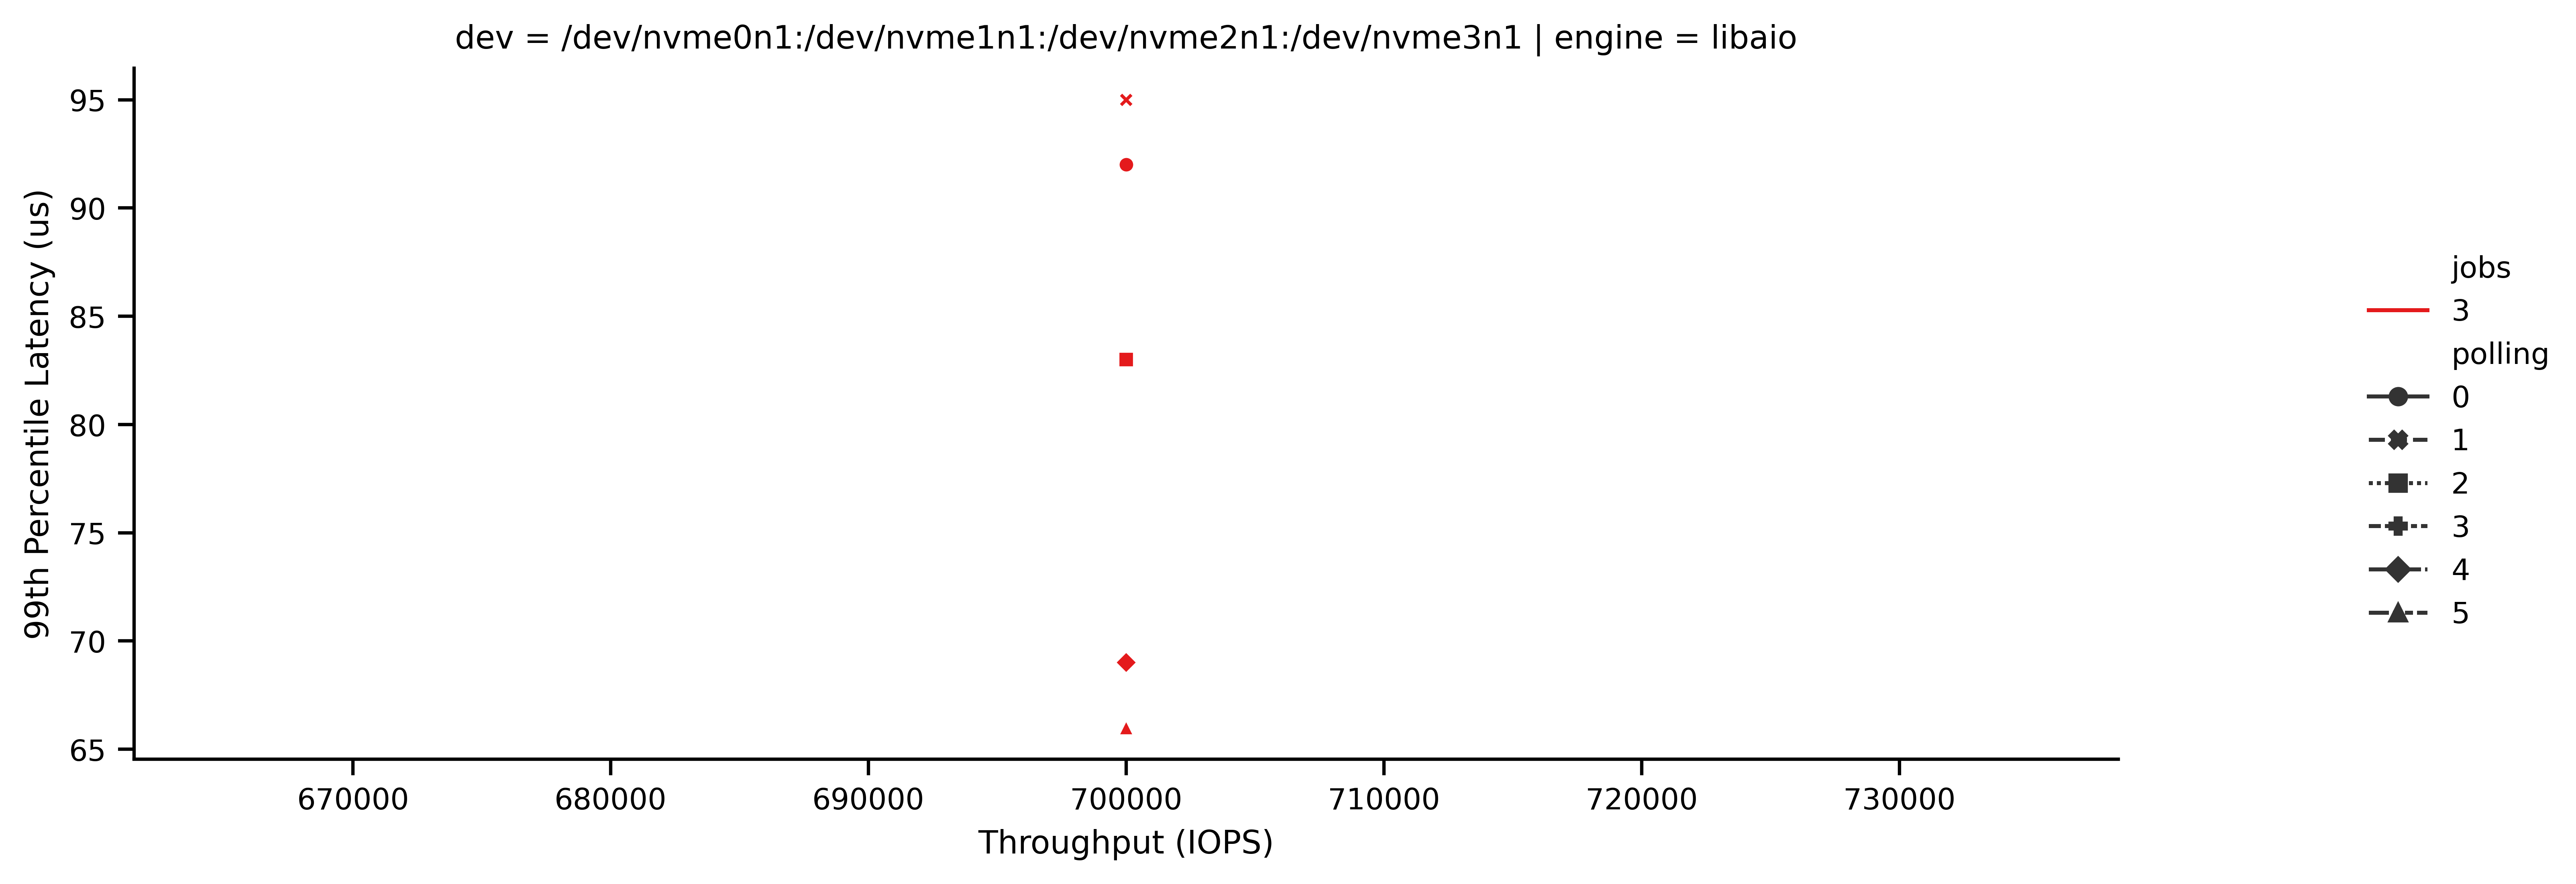 dev = /dev/nvme0n1:/dev/nvme1n1:/dev/nvme2n1:/dev/nvme3n1 | engine = libaio
99th Percentile Latency (us)
95
90
85
80
75
70
65
670000 680000 690000 700000 710000 720000 730000
Throughput (IOPS)
jobs
3
polling
0
1
2
3
4
5